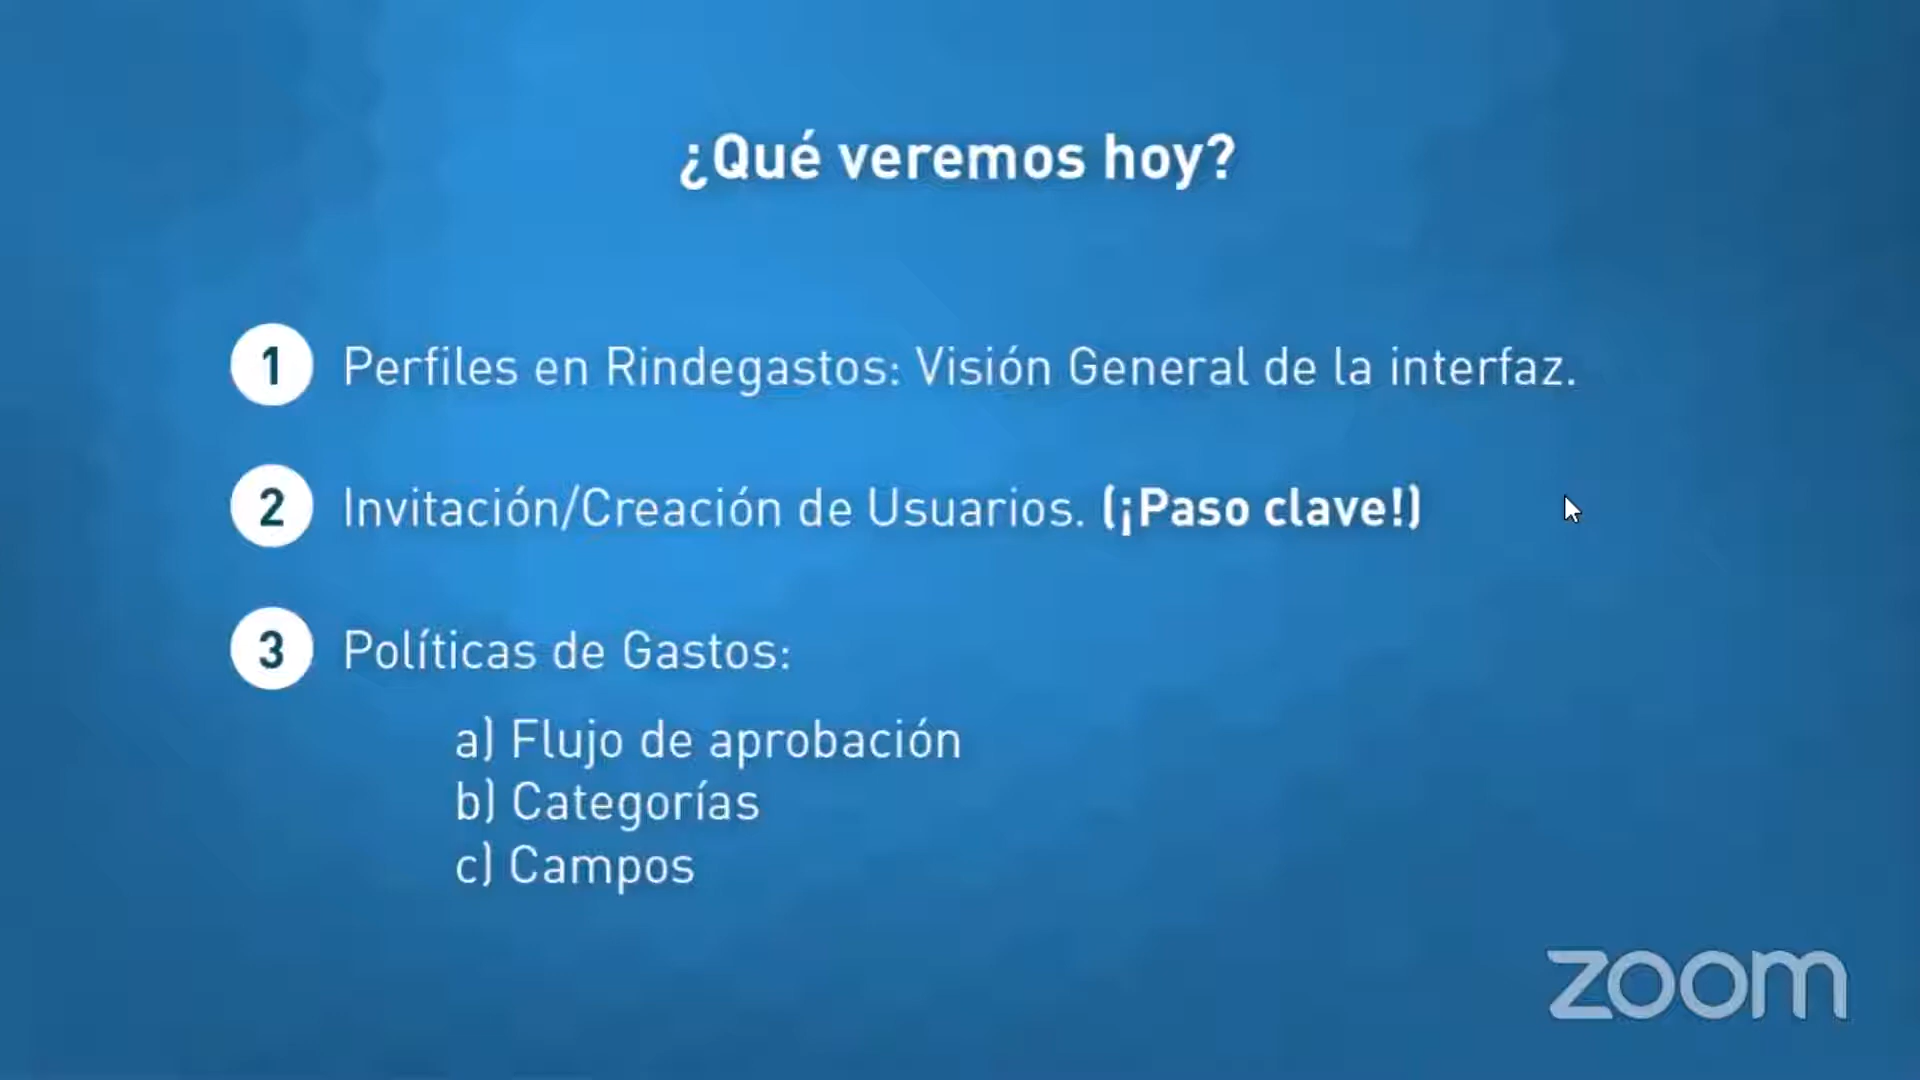 ¿Qué veremos hoy?
1 Perfiles en Rindegastos: Visión General de la interfaz.
2 Invitación/Creación de Usuarios. (¡Paso clave!)
3 Políticas de Gastos:
a) Flujo de aprobación
b) Categorías
c) Campos
zoom